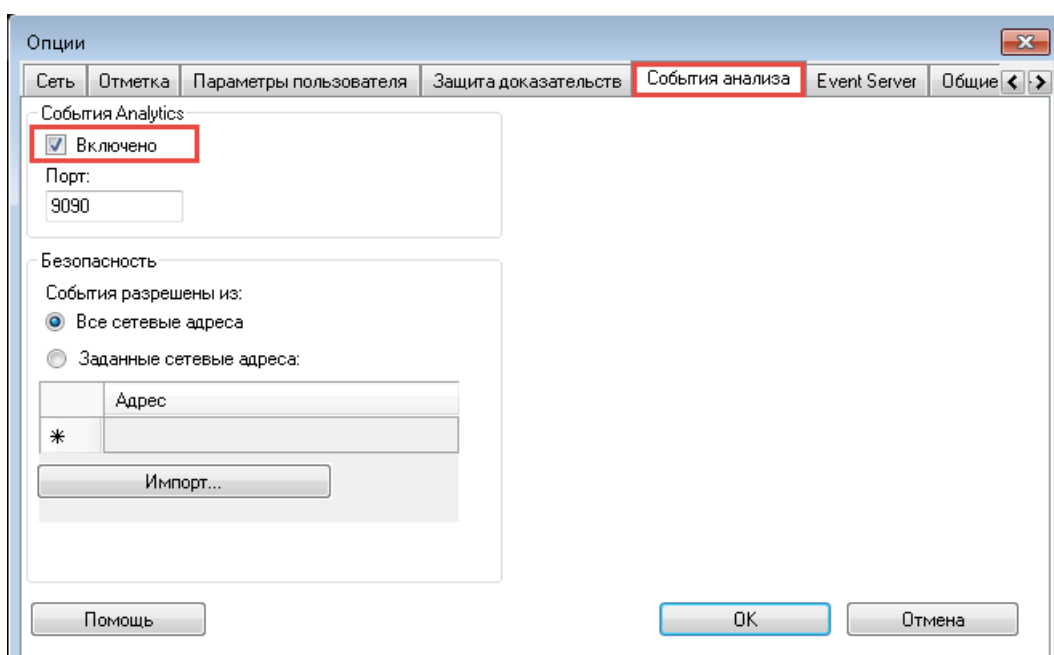 Опции
Сеть Отметка Параметры пользователя Защита доказательств События анализа Event Server Общие
События Analytics
Включено
Порт:
9090
Безопасность
События разрешены из:
Все сетевые адреса
Заданные сетевые адреса:
Адрес
*
Импорт...
Помощь OK Отмена